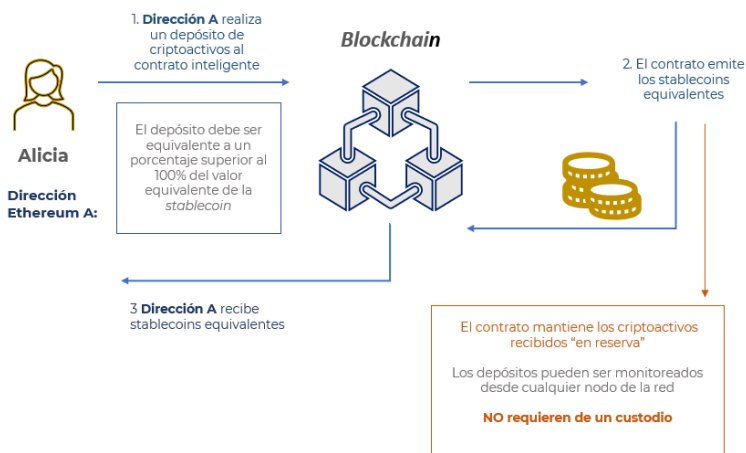 1. Dirección A realiza
un depósito de
criptoactivos al
contrato inteligente
Blockchain
2. El contrato emite
los stablecoins
equivalentes
El depósito debe ser
equivalente a un
porcentaje superior al
100% del valor
equivalente de la
stablecoin
Alicia
Dirección
Ethereum A:
3 Dirección A recibe
stablecoins equivalentes
El contrato mantiene los criptoactivos
recibidos “en reserva”
Los depósitos pueden ser monitoreados
desde cualquier nodo de la red
NO requieren de un custodio